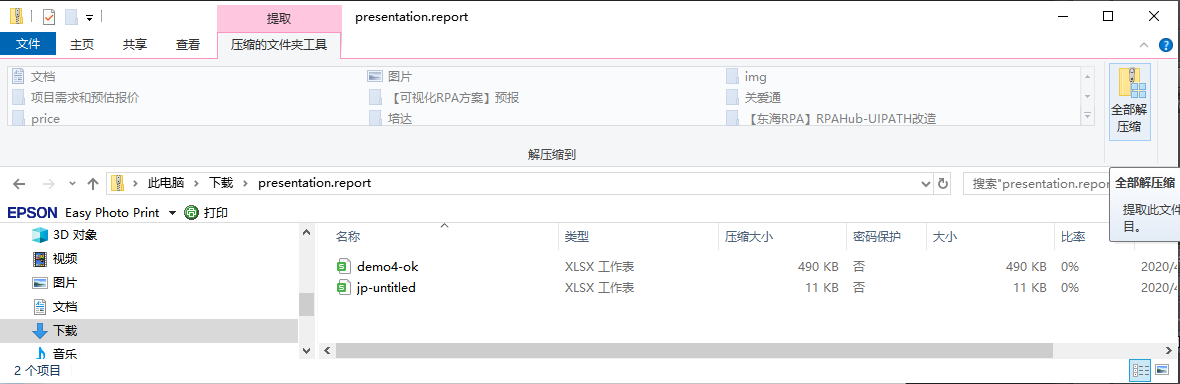 提取
presentation.report
文件 主页 共享 查看 压缩的文件夹工具
文档 图片 img
项目需求和预估报价 【可视化RPA方案】预报 关爱通
price 培达 【东海RPA】RPAHub-UIPATH改造
全部解压缩
解压缩到
此电脑 › 下载 › presentation.report
搜索"presentation.repor
全部解压缩
提取此文件
目。
EPSON Easy Photo Print 打印
3D 对象
视频
图片
文档
下载
音乐
名称 类型 压缩大小 密码保护 大小 比率
demo4-ok XLSX 工作表 490 KB 否 490 KB 0% 2020/4
jp-untitled XLSX 工作表 11 KB 否 11 KB 0% 2020/4
2 个项目